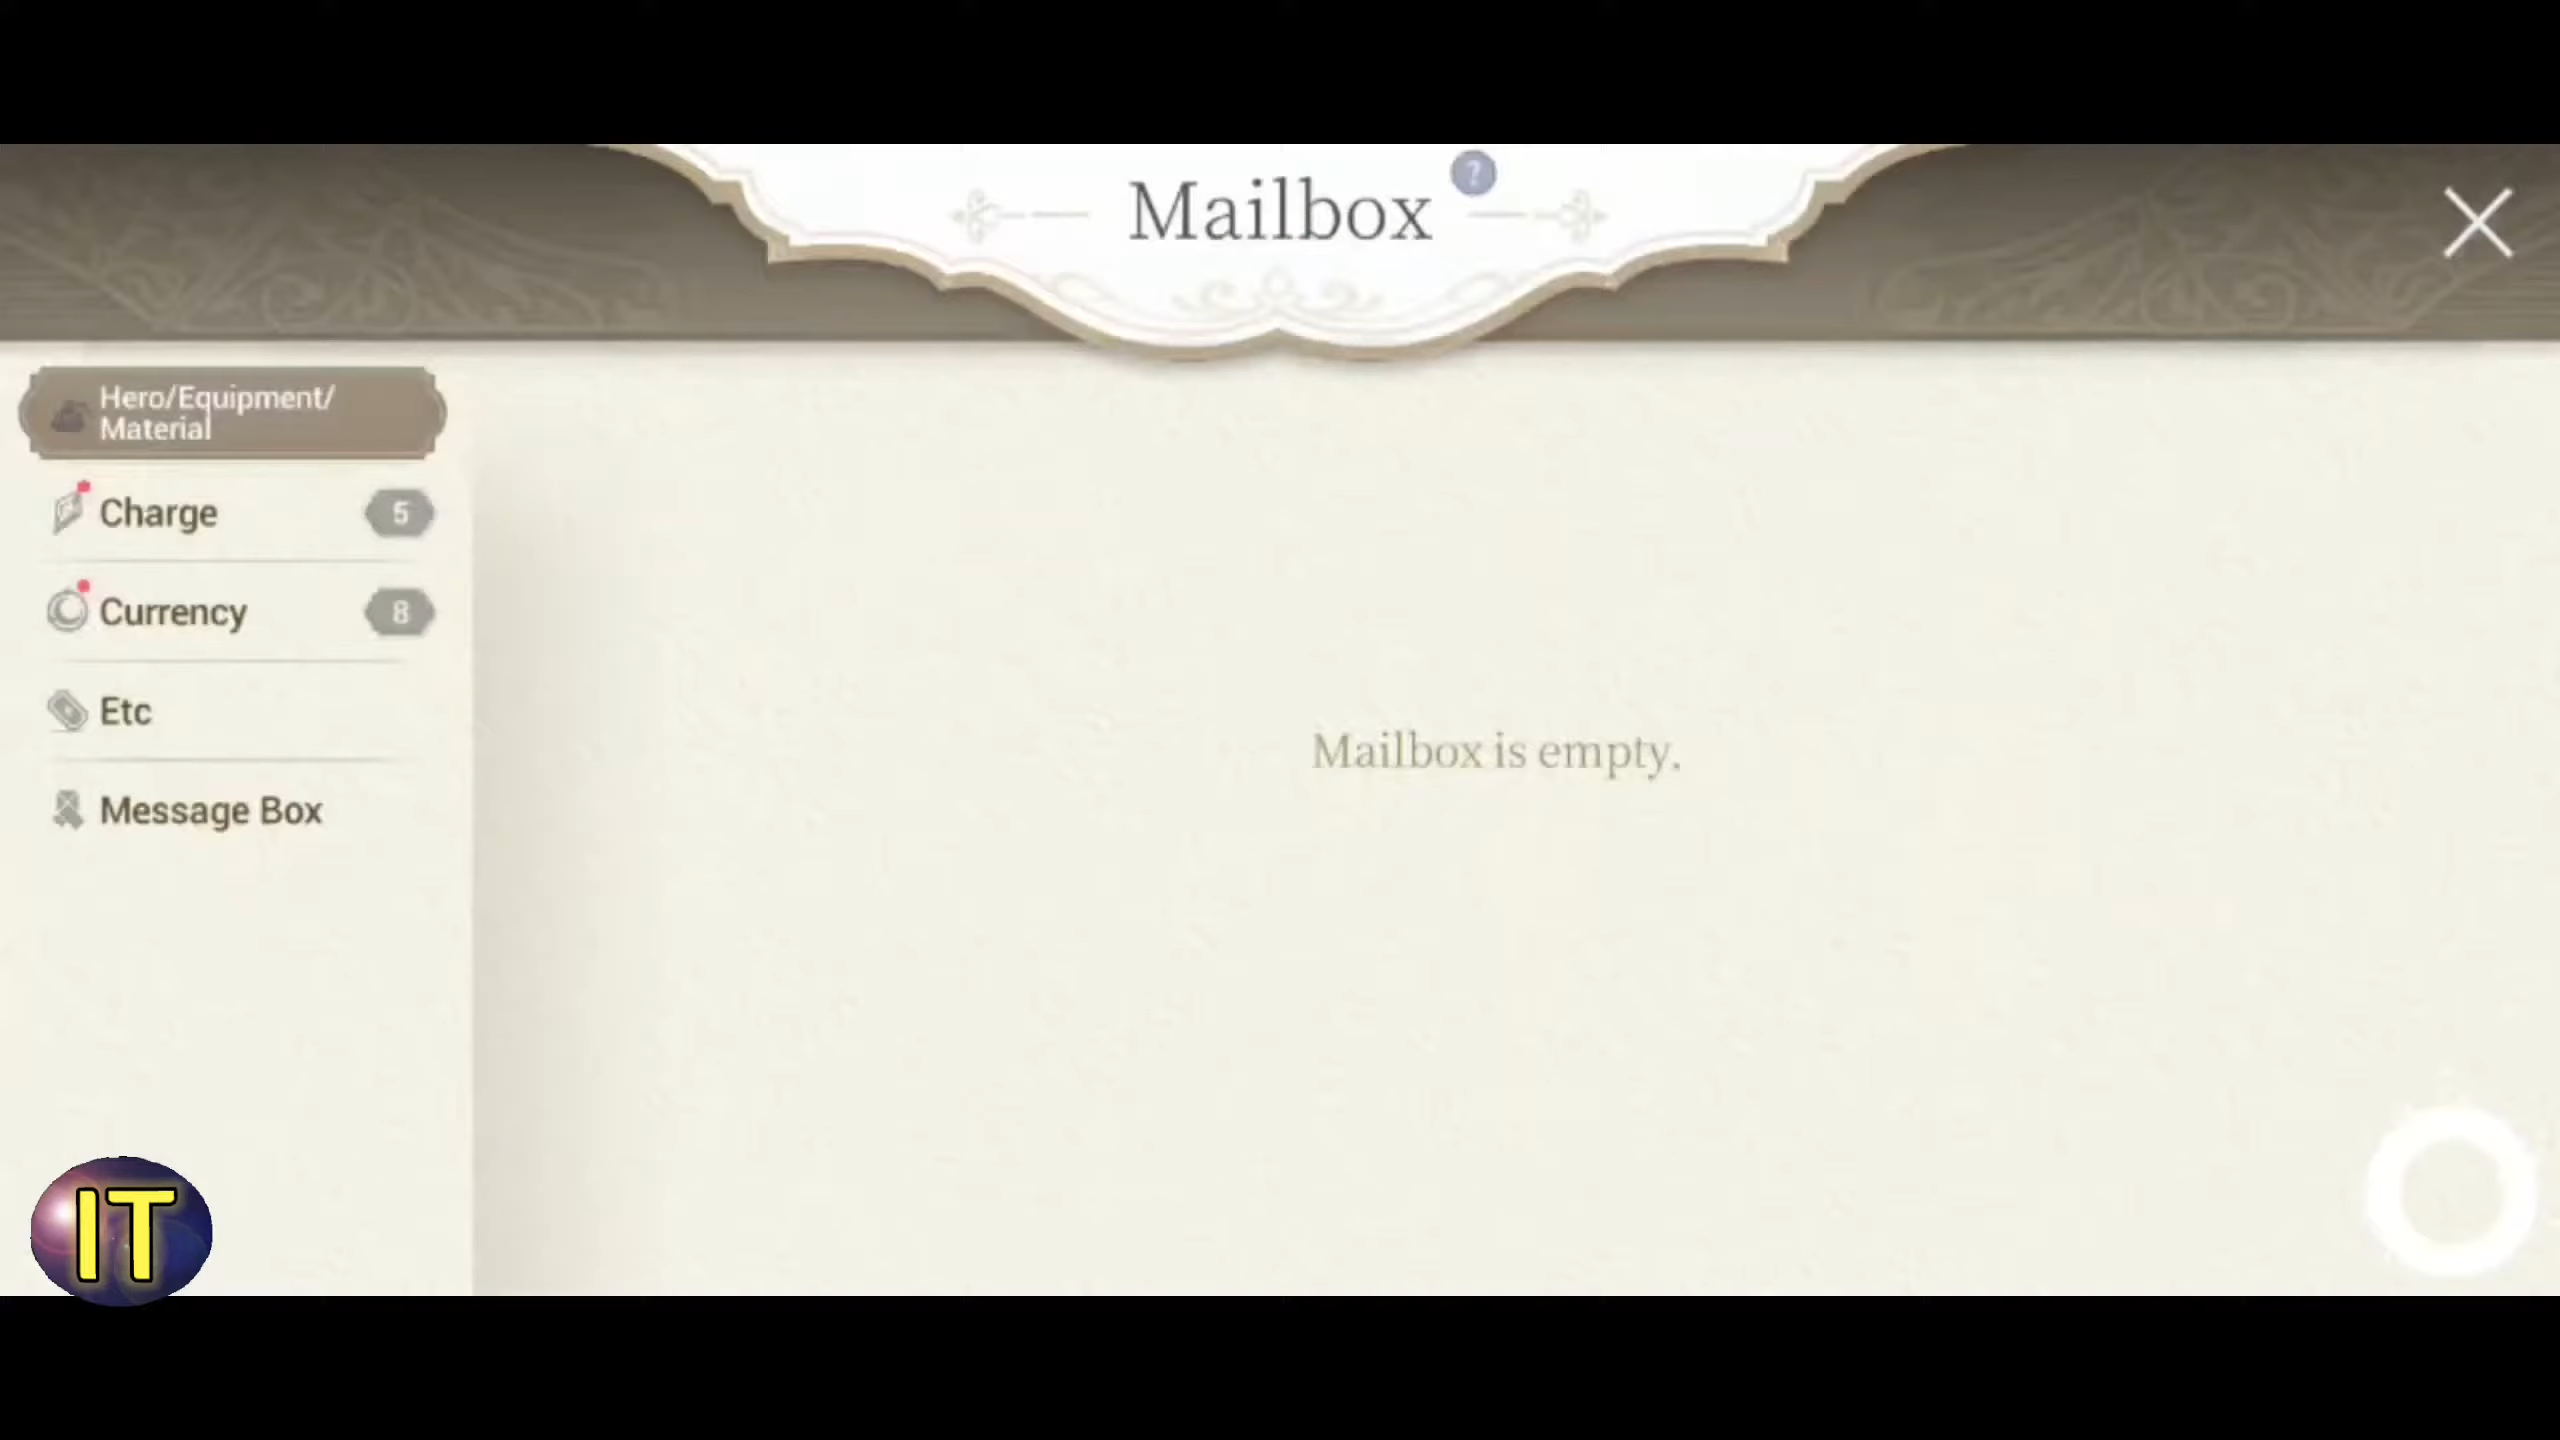 Mailbox
?
Hero/Equipment/
Material
Charge 5
Currency 8
Etc
Message Box
Mailbox is empty.
IT